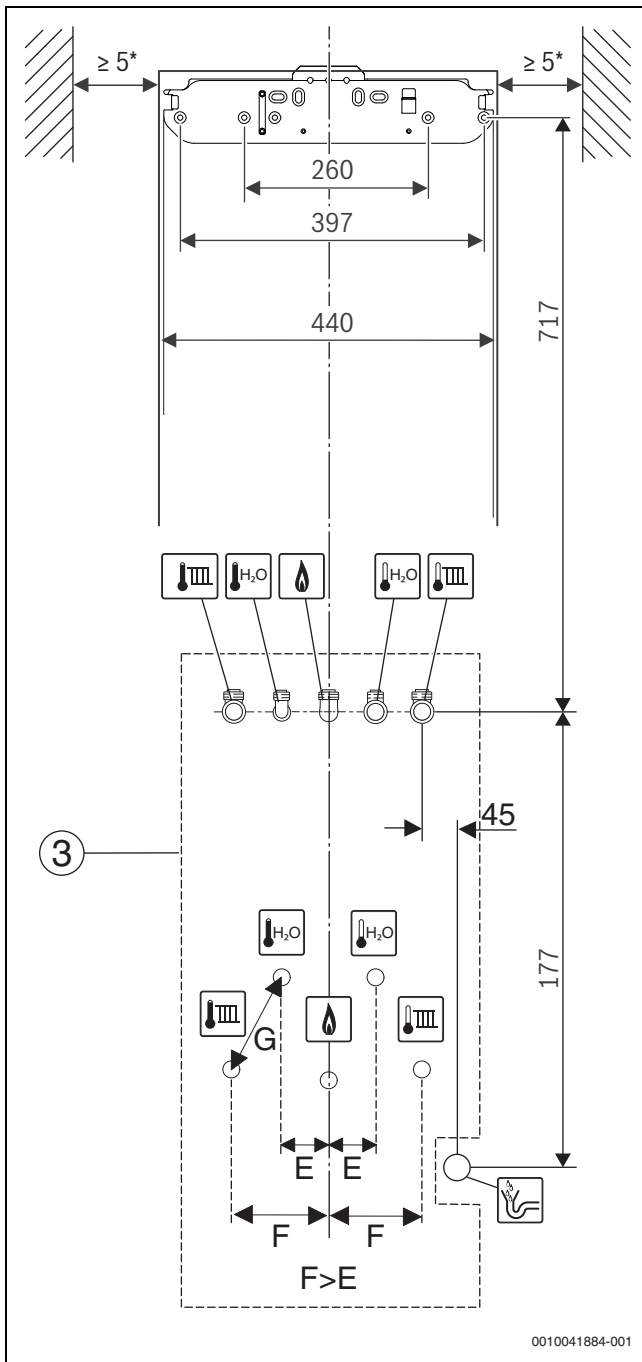 ≥ 5* ≥ 5*
260
397
440
717
H₂O H₂O
45
3
177
H₂O H₂O
G
E E
F F
F>E
0010041884-001